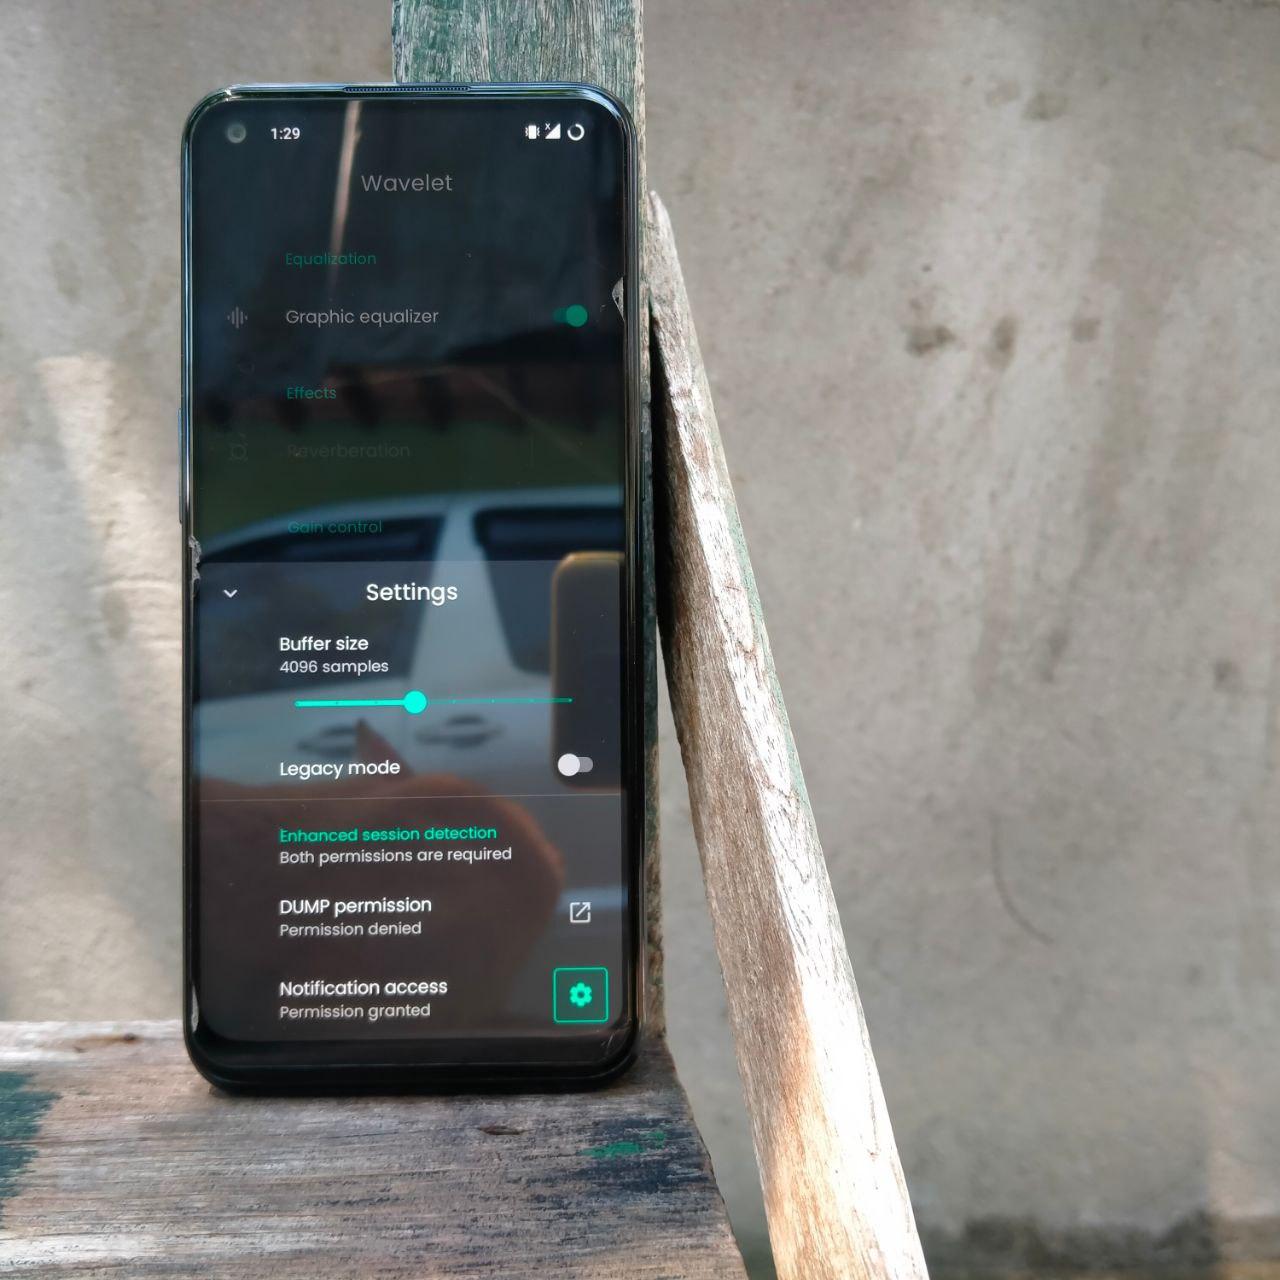 1:29
Wavelet
Equalization
Graphic equalizer
Effects
Reverberation
Gain control
Settings
Buffer size
4096 samples
Legacy mode
Enhanced session detection
Both permissions are required
DUMP permission
Permission denied
Notification access
Permission granted